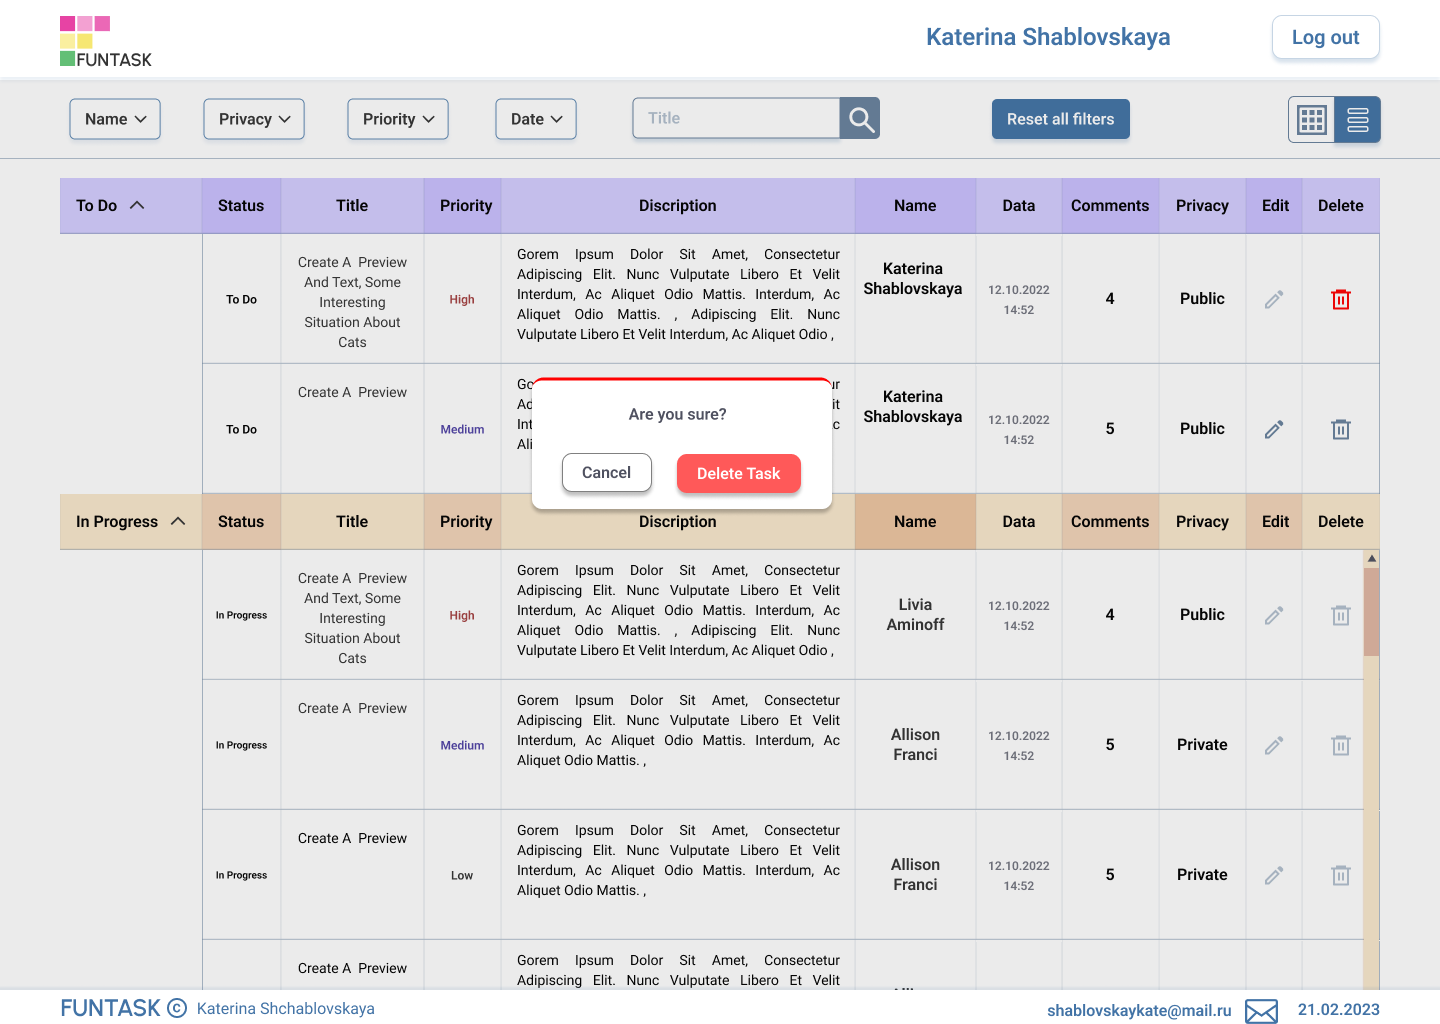 FUNTASK
Katerina Shablovskaya
Log out
Name
Privacy
Priority
Date
Title
Reset all filters
To Do Status Title Priority Discription Name Data Comments Privacy Edit Delete
To Do
Create A Preview
And Text, Some
Interesting
Situation About
Cats
High
Gorem Ipsum Dolor Sit Amet, Consectetur
Adipiscing Elit. Nunc Vulputate Libero Et Velit
Interdum, Ac Aliquet Odio Mattis. Interdum, Ac
Aliquet Odio Mattis. , Adipiscing Elit. Nunc
Vulputate Libero Et Velit Interdum, Ac Aliquet Odio ,
Katerina
Shablovskaya
12.10.2022
14:52
4
Public
To Do
Create A Preview
Medium
Katerina
Shablovskaya
12.10.2022
14:52
5
Public
Are you sure?
Cancel
Delete Task
In Progress Status Title Priority Discription Name Data Comments Privacy Edit Delete
In Progress
Create A Preview
And Text, Some
Interesting
Situation About
Cats
High
Gorem Ipsum Dolor Sit Amet, Consectetur
Adipiscing Elit. Nunc Vulputate Libero Et Velit
Interdum, Ac Aliquet Odio Mattis. Interdum, Ac
Aliquet Odio Mattis. , Adipiscing Elit. Nunc
Vulputate Libero Et Velit Interdum, Ac Aliquet Odio ,
Livia
Aminoff
12.10.2022
14:52
4
Public
In Progress
Create A Preview
Medium
Gorem Ipsum Dolor Sit Amet, Consectetur
Adipiscing Elit. Nunc Vulputate Libero Et Velit
Interdum, Ac Aliquet Odio Mattis. Interdum, Ac
Aliquet Odio Mattis. ,
Allison
Franci
12.10.2022
14:52
5
Private
In Progress
Create A Preview
Low
Gorem Ipsum Dolor Sit Amet, Consectetur
Adipiscing Elit. Nunc Vulputate Libero Et Velit
Interdum, Ac Aliquet Odio Mattis. Interdum, Ac
Aliquet Odio Mattis. ,
Allison
Franci
12.10.2022
14:52
5
Private
Create A Preview
Gorem Ipsum Dolor Sit Amet, Consectetur
Adipiscing Elit. Nunc Vulputate Libero Et Velit
FUNTASK © Katerina Shchablovskaya
shablovskaykate@mail.ru
21.02.2023